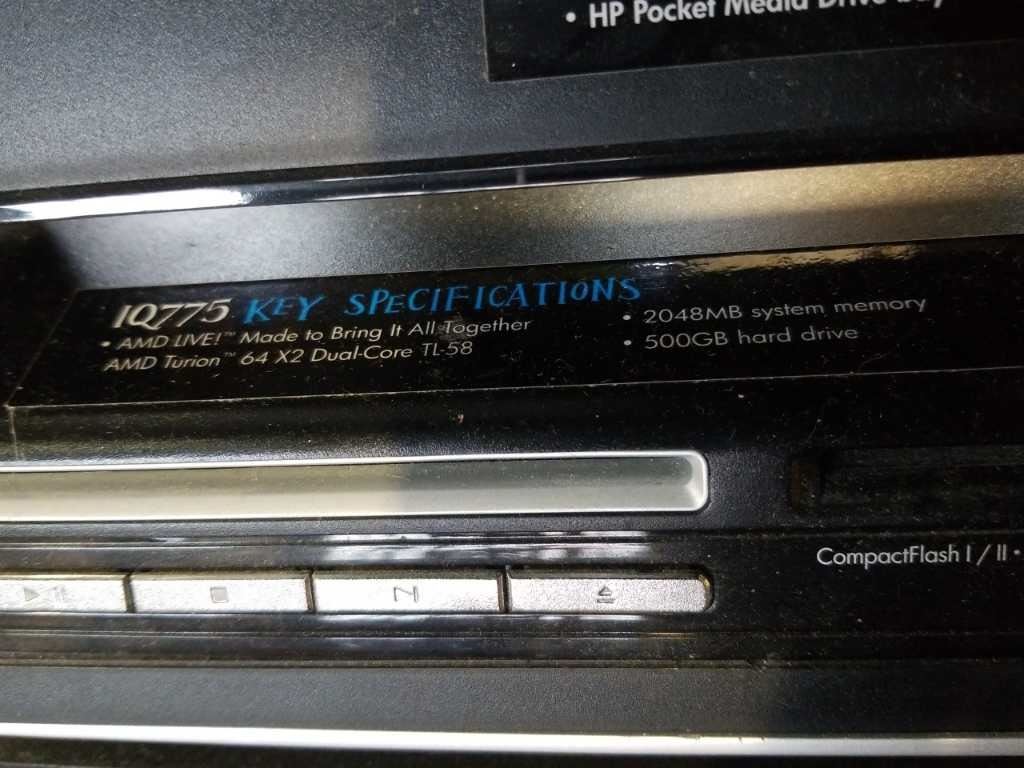 • HP Pocket Media Drive Bay
IQ775 KEY SPECIFICATIONS
• AMD LIVE!™ Made to Bring It All Together
AMD Turion™ 64 X2 Dual-Core TL-58
• 2048MB system memory
• 500GB hard drive
CompactFlash I / II •